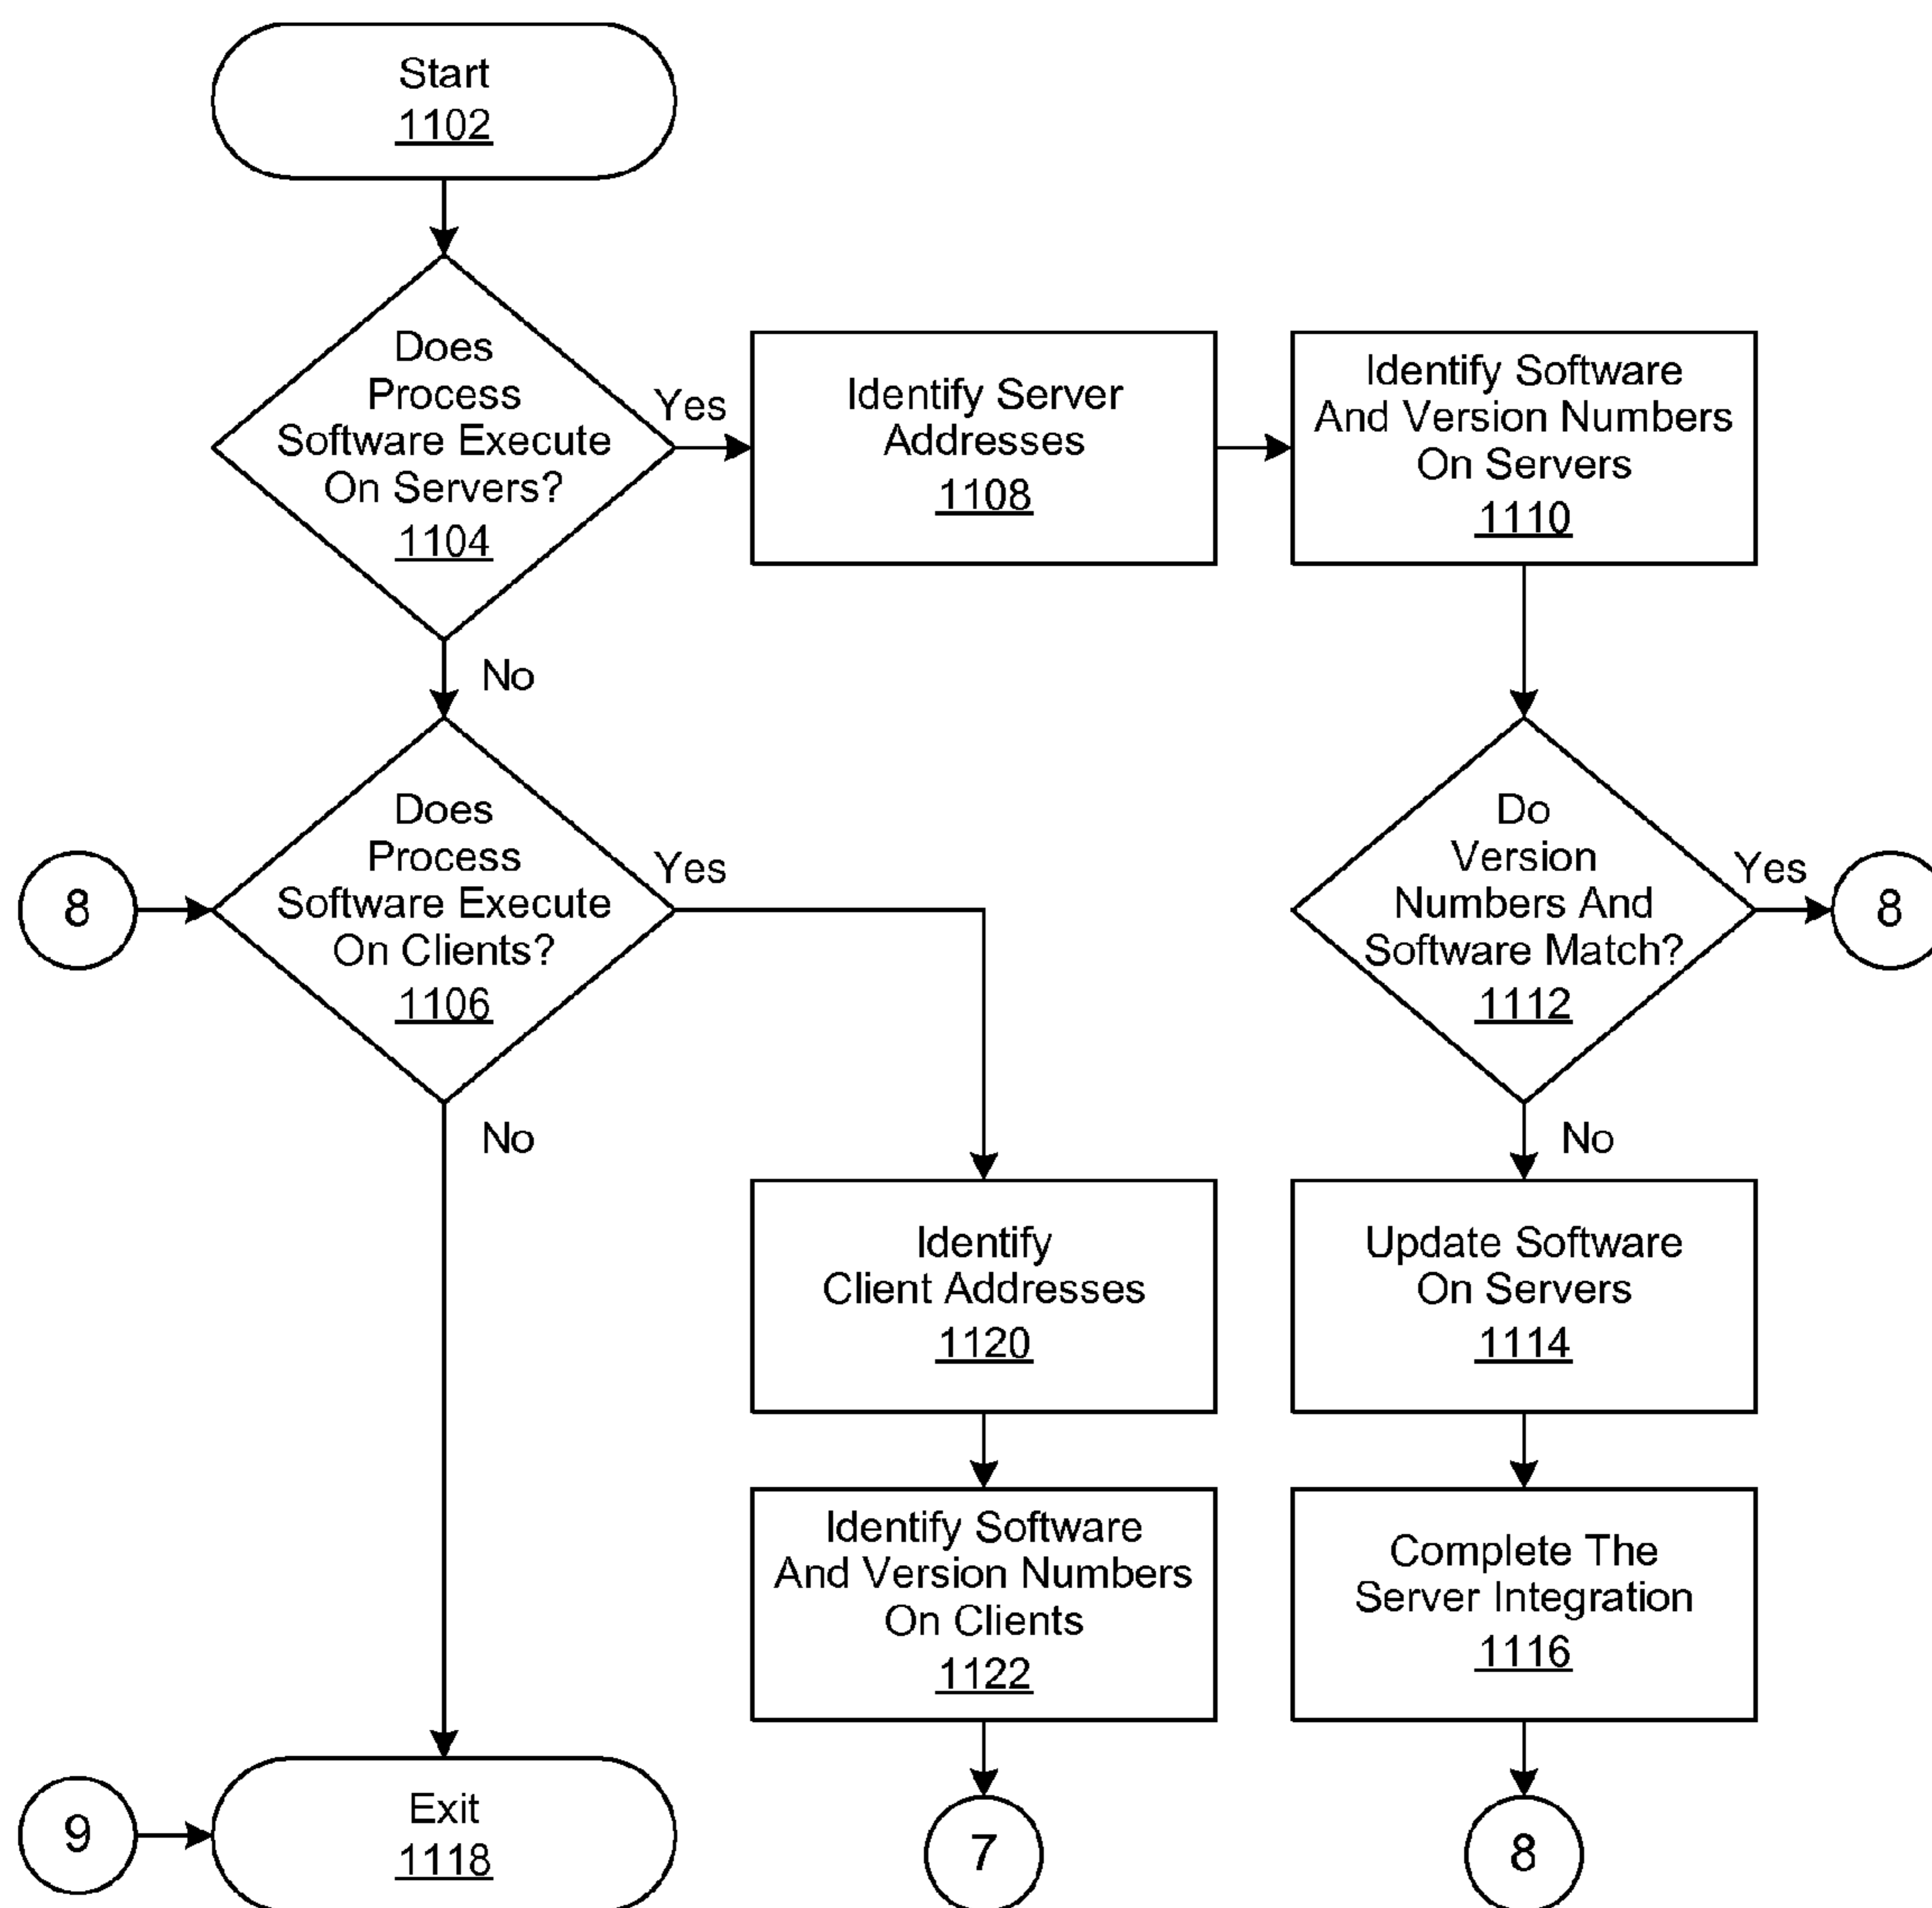 Start
1102
Does
Process
Software Execute
On Servers?
1104
Yes
No
Identify Server
Addresses
1108
Identify Software
And Version Numbers
On Servers
1110
8
Does
Process
Software Execute
On Clients?
1106
Yes
No
Do
Version
Numbers And
Software Match?
1112
Yes
8
No
Identify
Client Addresses
1120
Update Software
On Servers
1114
Identify Software
And Version Numbers
On Clients
1122
Complete The
Server Integration
1116
9
Exit
1118
7
8